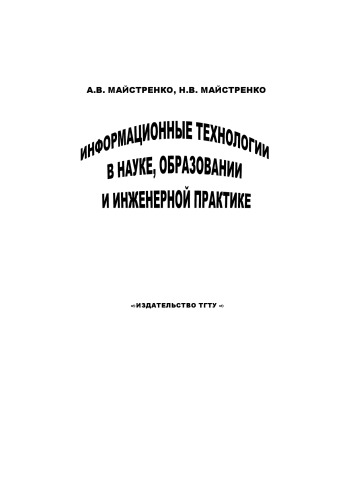 А.В. МАЙСТРЕНКО, Н.В. МАЙСТРЕНКО
ИНФОРМАЦИОННЫЕ ТЕХНОЛОГИИ
В НАУКЕ, ОБРАЗОВАНИИ
И ИНЖЕНЕРНОЙ ПРАКТИКЕ
∞ИЗДАТЕЛЬСТВО ТГТУ ∞